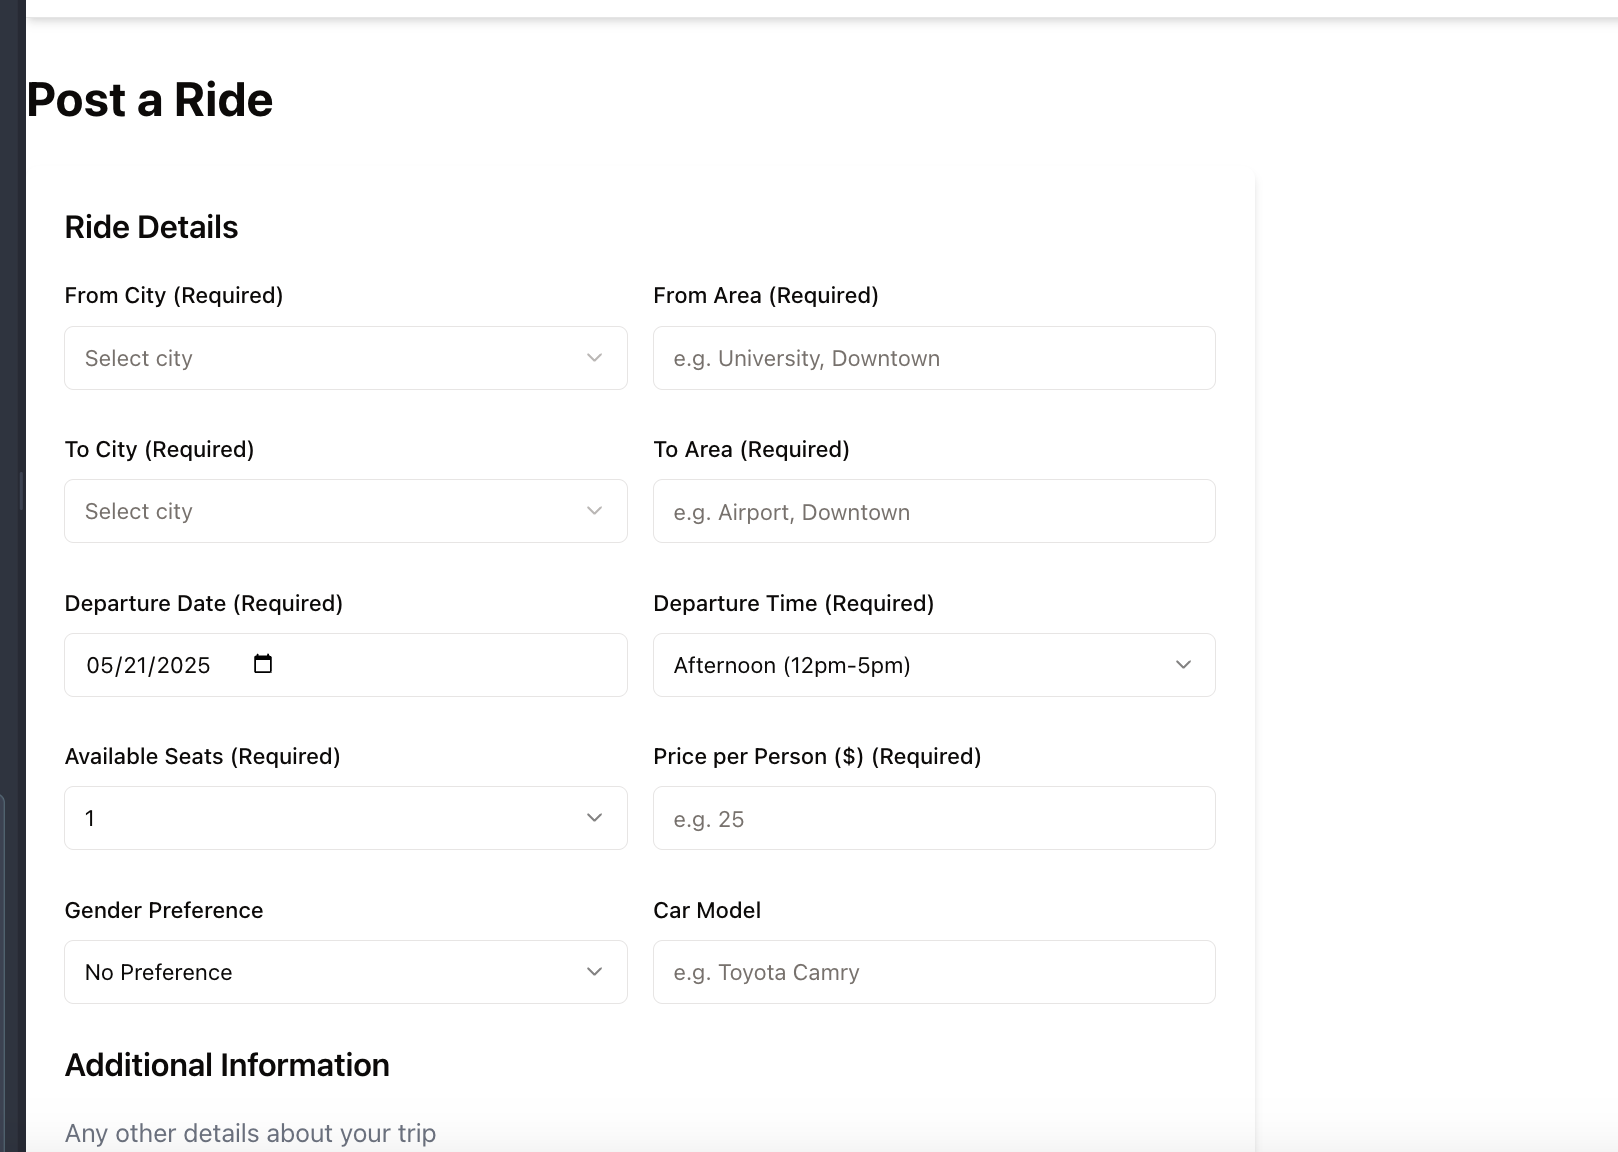 Post a Ride
Ride Details
From City (Required)
From Area (Required)
Select city
e.g. University, Downtown
To City (Required)
To Area (Required)
Select city
e.g. Airport, Downtown
Departure Date (Required)
Departure Time (Required)
05/21/2025
Afternoon (12pm-5pm)
Available Seats (Required)
Price per Person ($) (Required)
1
e.g. 25
Gender Preference
Car Model
No Preference
e.g. Toyota Camry
Additional Information
Any other details about your trip